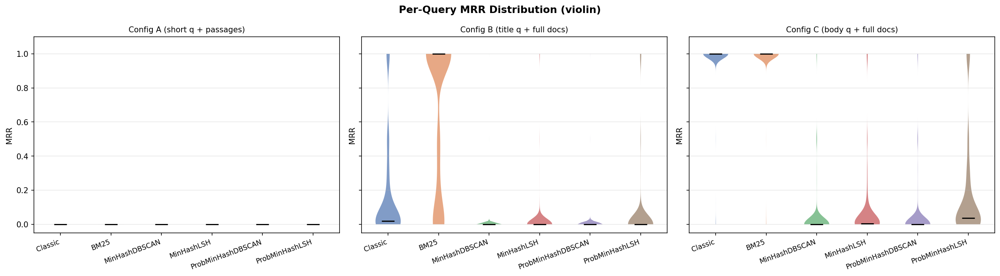 Per-Query MRR Distribution (violin)
Config A (short q + passages)
MRR
1.0
0.8
0.6
0.4
0.2
0.0
Classic
BM25
MinHashDBSCAN
MinHashLSH
ProbMinHashDBSCAN
ProbMinHashLSH
Config B (title q + full docs)
MRR
Classic
BM25
MinHashDBSCAN
MinHashLSH
ProbMinHashDBSCAN
ProbMinHashLSH
Config C (body q + full docs)
MRR
Classic
BM25
MinHashDBSCAN
MinHashLSH
ProbMinHashDBSCAN
ProbMinHashLSH